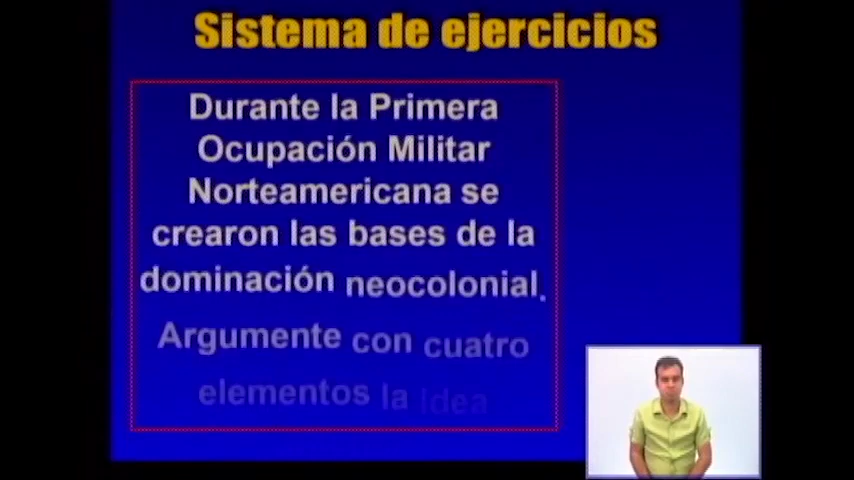 Sistema de ejercicios
Durante la Primera
Ocupación Militar
Norteamericana se
crearon las bases de la
dominación neocolonial.
Argumente con cuatro
elementos la idea